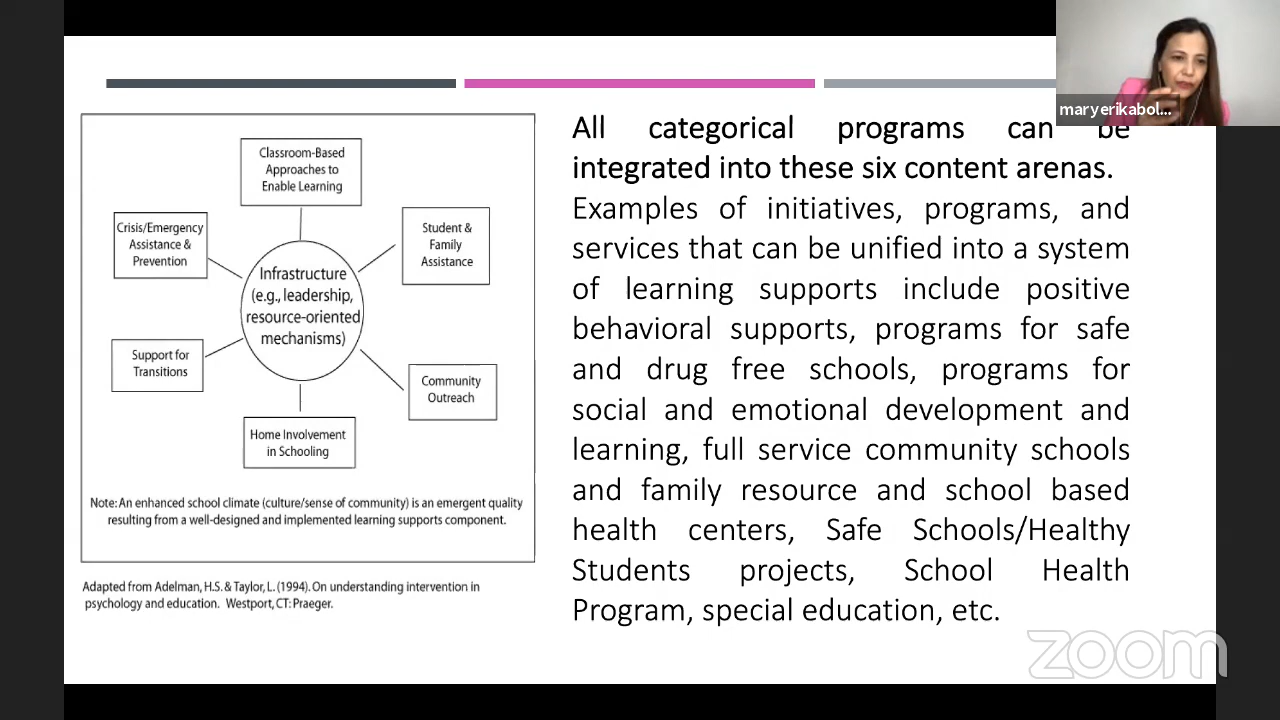 Classroom-Based
Approaches to
Enable Learning
Crisis/Emergency
Assistance &
Prevention
Student &
Family
Assistance
Infrastructure
(e.g., leadership,
resource-oriented
mechanisms)
Support for
Transitions
Community
Outreach
Home Involvement
in Schooling
Note: An enhanced school climate (culture/sense of community) is an emergent quality
resulting from a well-designed and implemented learning supports component.
Adapted from Adelman, H.S. & Taylor, L. (1994). On understanding intervention in
psychology and education. Westport, CT: Praeger.
All categorical programs can be
integrated into these six content arenas.
Examples of initiatives, programs, and
services that can be unified into a system
of learning supports include positive
behavioral supports, programs for safe
and drug free schools, programs for
social and emotional development and
learning, full service community schools
and family resource and school based
health centers, Safe Schools/Healthy
Students projects, School Health
Program, special education, etc.
maryerikabol...
zoom